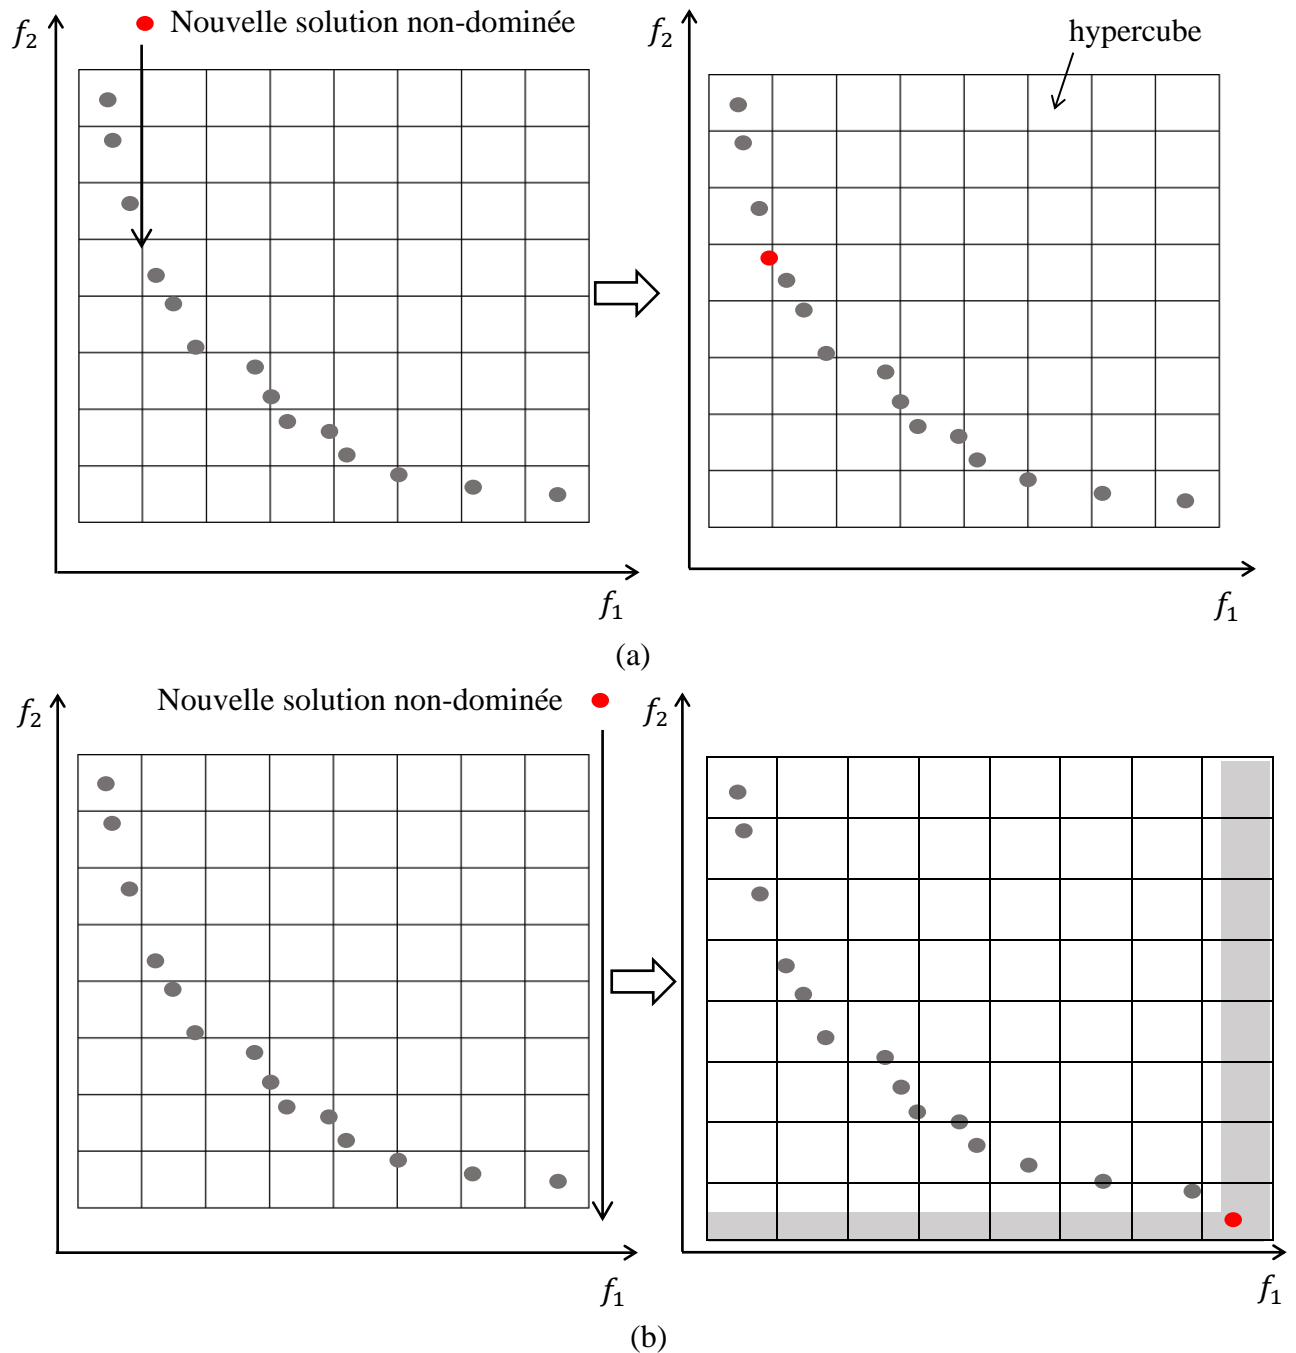 Nouvelle solution non-dominée
f₂
f₂
hypercube
f₁
f₁
(a)
Nouvelle solution non-dominée
f₂
f₂
f₁
f₁
(b)